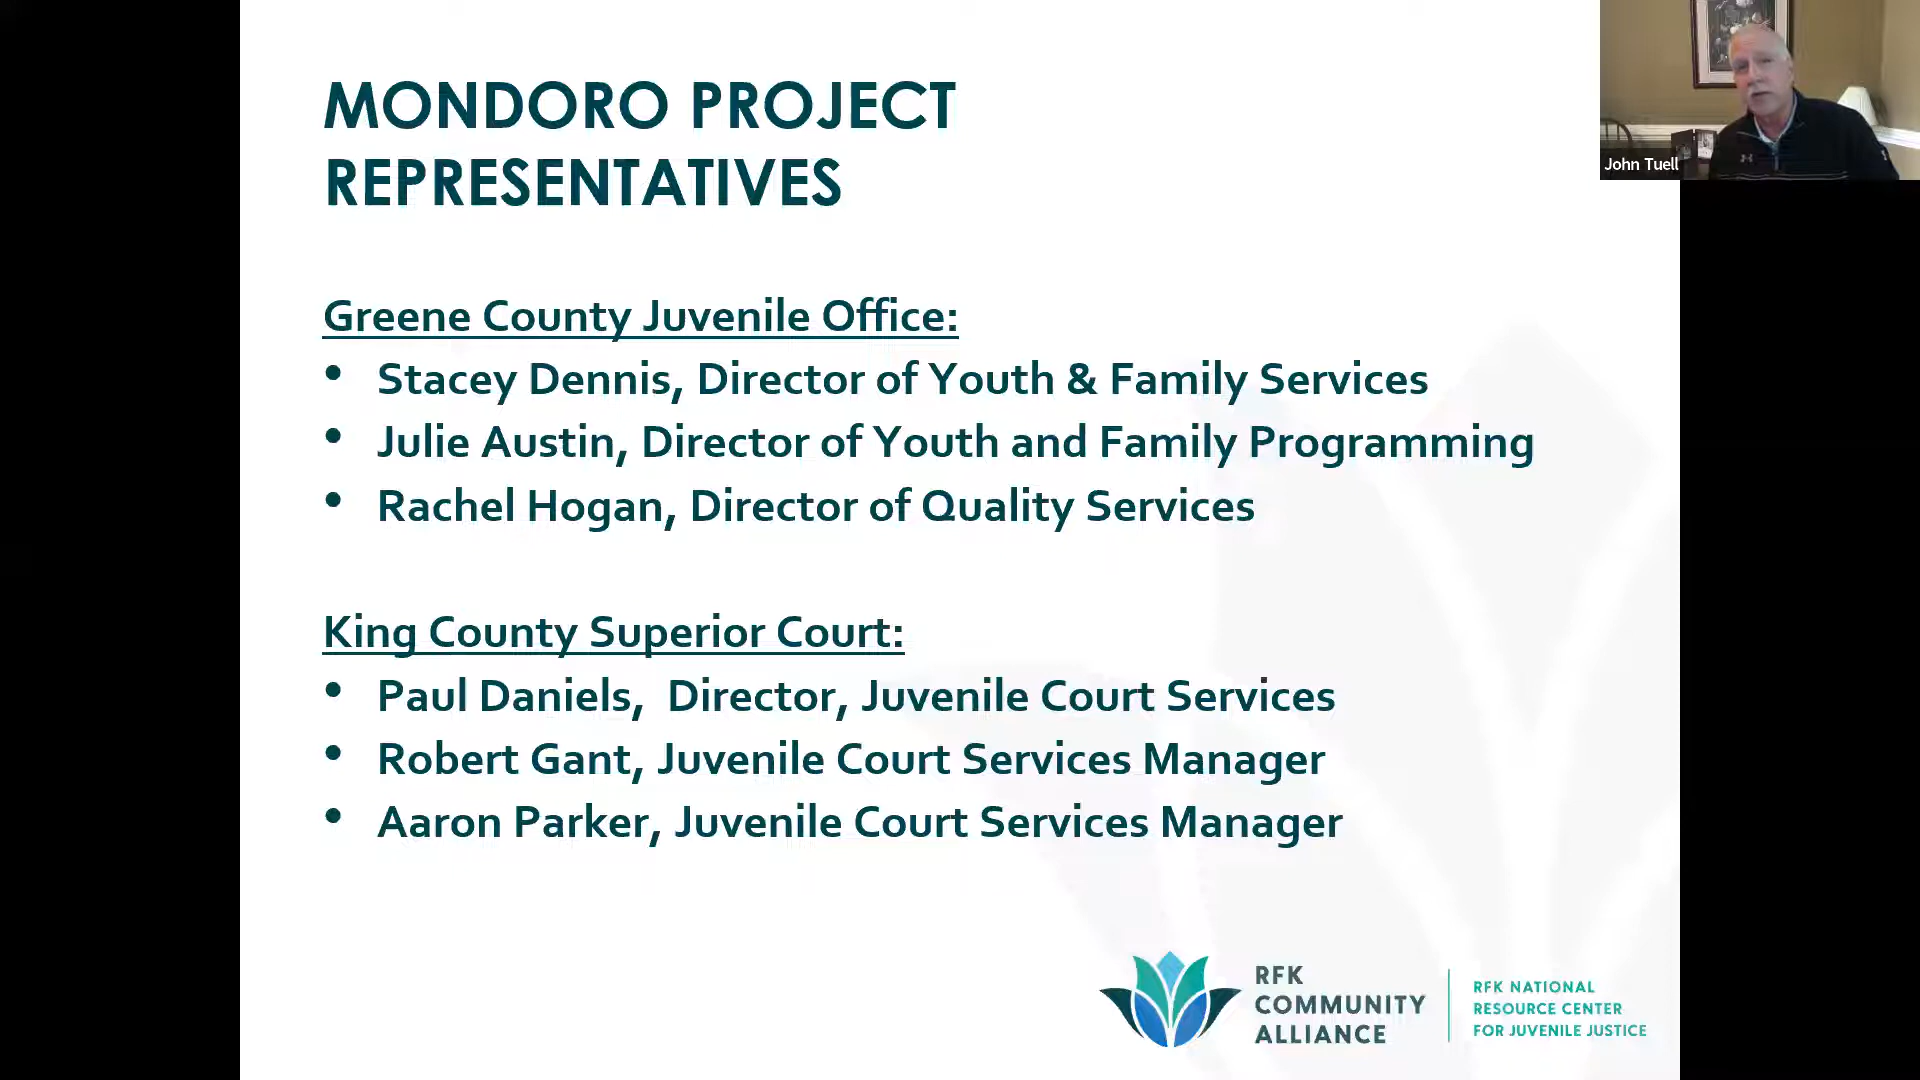 MONDORO PROJECT
REPRESENTATIVES
John Tuell
Greene County Juvenile Office:
• Stacey Dennis, Director of Youth & Family Services
• Julie Austin, Director of Youth and Family Programming
• Rachel Hogan, Director of Quality Services
King County Superior Court:
• Paul Daniels,  Director, Juvenile Court Services
• Robert Gant, Juvenile Court Services Manager
• Aaron Parker, Juvenile Court Services Manager
RFK
COMMUNITY
ALLIANCE
RFK NATIONAL
RESOURCE CENTER
FOR JUVENILE JUSTICE